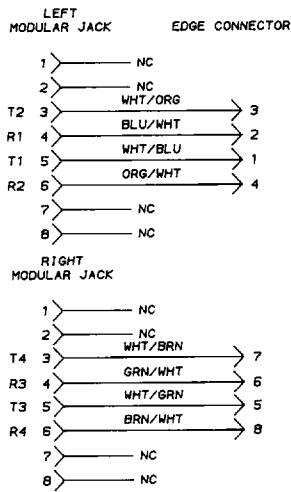 LEFT
MODULAR JACK EDGE CONNECTOR
1 NC
2 NC
WHT/ORG
T2 3 3
BLU/WHT
R1 4 2
WHT/BLU
T1 5 1
ORG/WHT
R2 6 4
7 NC
8 NC
RIGHT
MODULAR JACK
1 NC
2 NC
WHT/BRN
T4 3 7
GRN/WHT
R3 4 6
WHT/GRN
T3 5 5
BRN/WHT
R4 6 8
7 NC
8 NC